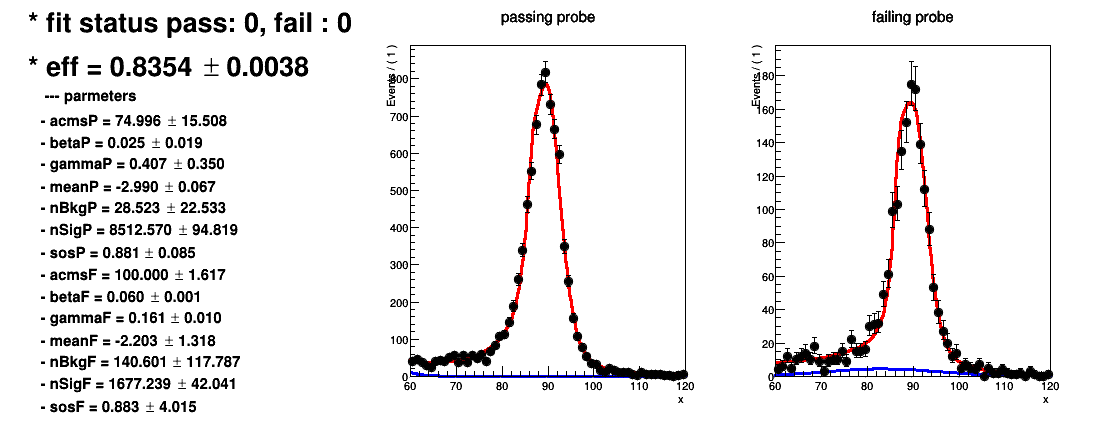 * fit status pass: 0, fail : 0
* eff = 0.8354 ± 0.0038
--- parmeters
- acmsP = 74.996 ± 15.508
- betaP = 0.025 ± 0.019
- gammaP = 0.407 ± 0.350
- meanP = -2.990 ± 0.067
- nBkgP = 28.523 ± 22.533
- nSigP = 8512.570 ± 94.819
- sosP = 0.881 ± 0.085
- acmsF = 100.000 ± 1.617
- betaF = 0.060 ± 0.001
- gammaF = 0.161 ± 0.010
- meanF = -2.203 ± 1.318
- nBkgF = 140.601 ± 117.787
- nSigF = 1677.239 ± 42.041
- sosF = 0.883 ± 4.015
passing probe
Events / ( 1 )
800
700
600
500
400
300
200
100
0
60 70 80 90 100 110 120
x
failing probe
Events / ( 1 )
180
160
140
120
100
80
60
40
20
0
60 70 80 90 100 110 120
x